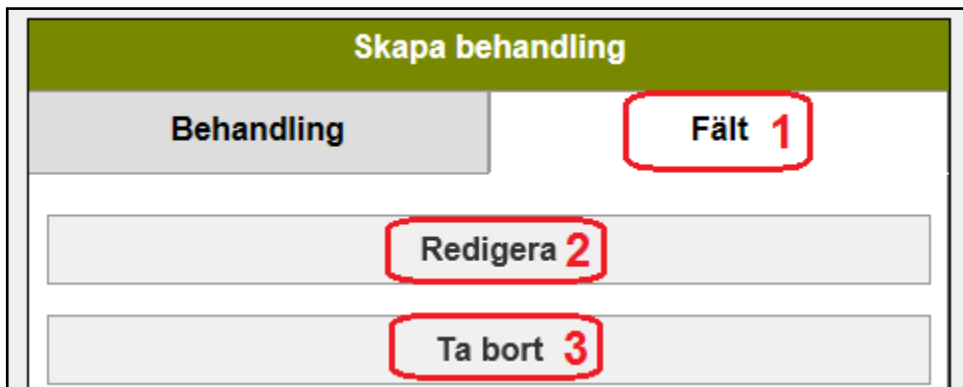 Skapa behandling
Behandling Fält 1
Redigera 2
Ta bort 3